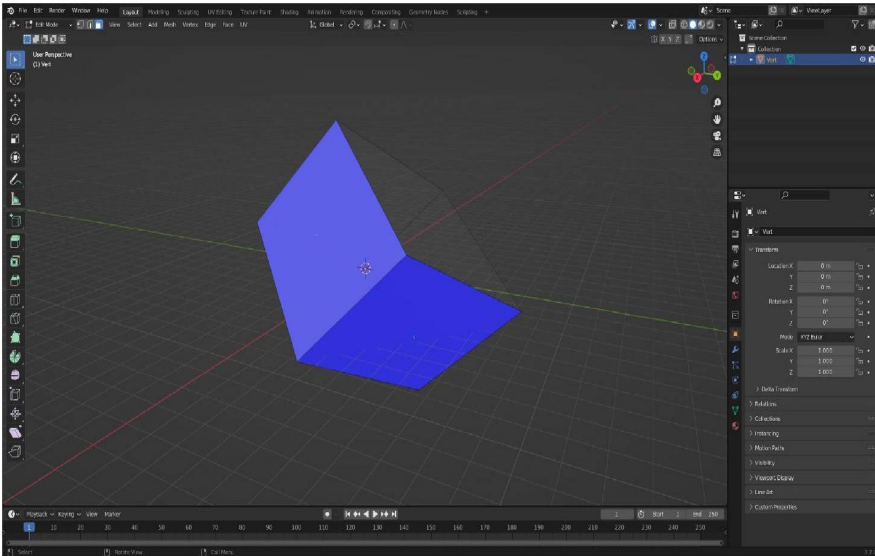 File Edit Render Window Help Layout Modeling Sculpting UV Editing Texture Paint Shading Animation Rendering Compositing Geometry Nodes Scripting + Scene ViewLayer
Edit Mode View Select Add Mesh Vertex Edge Face UV Global
X Y Z Options
User Perspective
(1) Vert
Scene Collection
Collection
Vert
Vert
Vert
Transform
Location X 0 m
Y 0 m
Z 0 m
Rotation X 0°
Y 0°
Z 0°
Mode XYZ Euler
Scale X 1.000
Y 1.000
Z 1.000
Delta Transform
Relations
Collections
Instancing
Motion Paths
Visibility
Viewport Display
Line Art
Custom Properties
Playback Keying View Marker 1 Start 1 End 250
1 10 20 30 40 50 60 70 80 90 100 110 120 130 140 150 160 170 180 190 200 210 220 230 240 250
Select Rotate View Call Menu